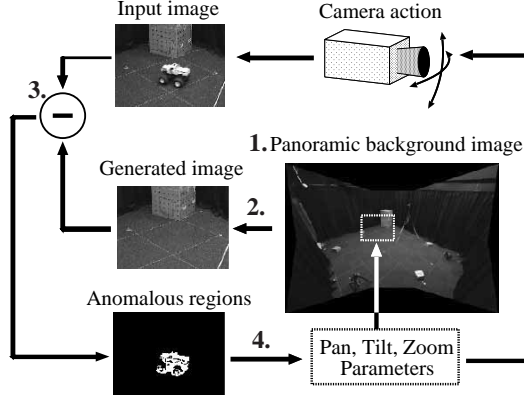 Input image
Camera action
3.
1. Panoramic background image
Generated image
2.
Anomalous regions
4.
Pan, Tilt, Zoom
Parameters